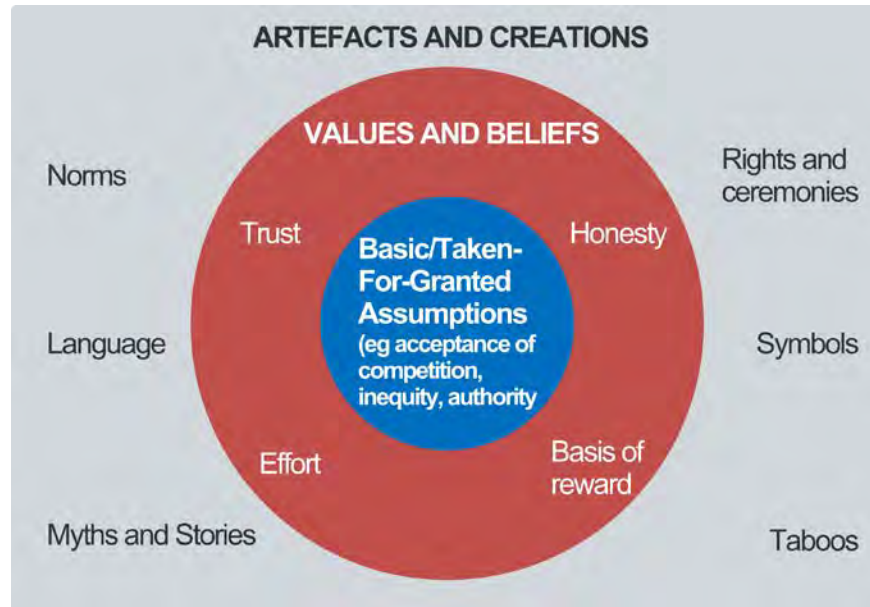 ARTEFACTS AND CREATIONS
VALUES AND BELIEFS
Norms
Rights and
ceremonies
Trust
Honesty
Basic/Taken-
For-Granted
Assumptions
(eg acceptance of
competition,
inequity, authority
Language
Symbols
Effort
Basis of
reward
Myths and Stories
Taboos